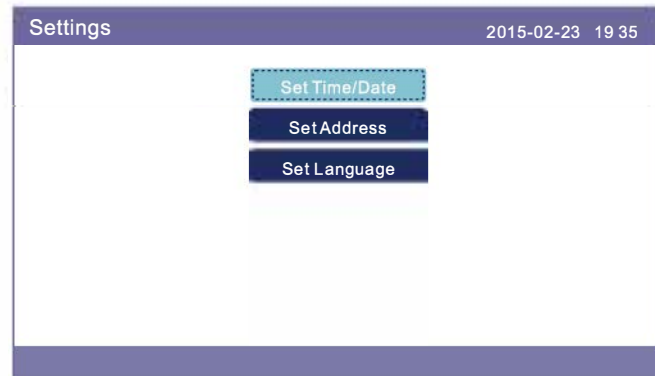 Settings 2015-02-23 19 35
Set Time/Date
Set Address
Set Language